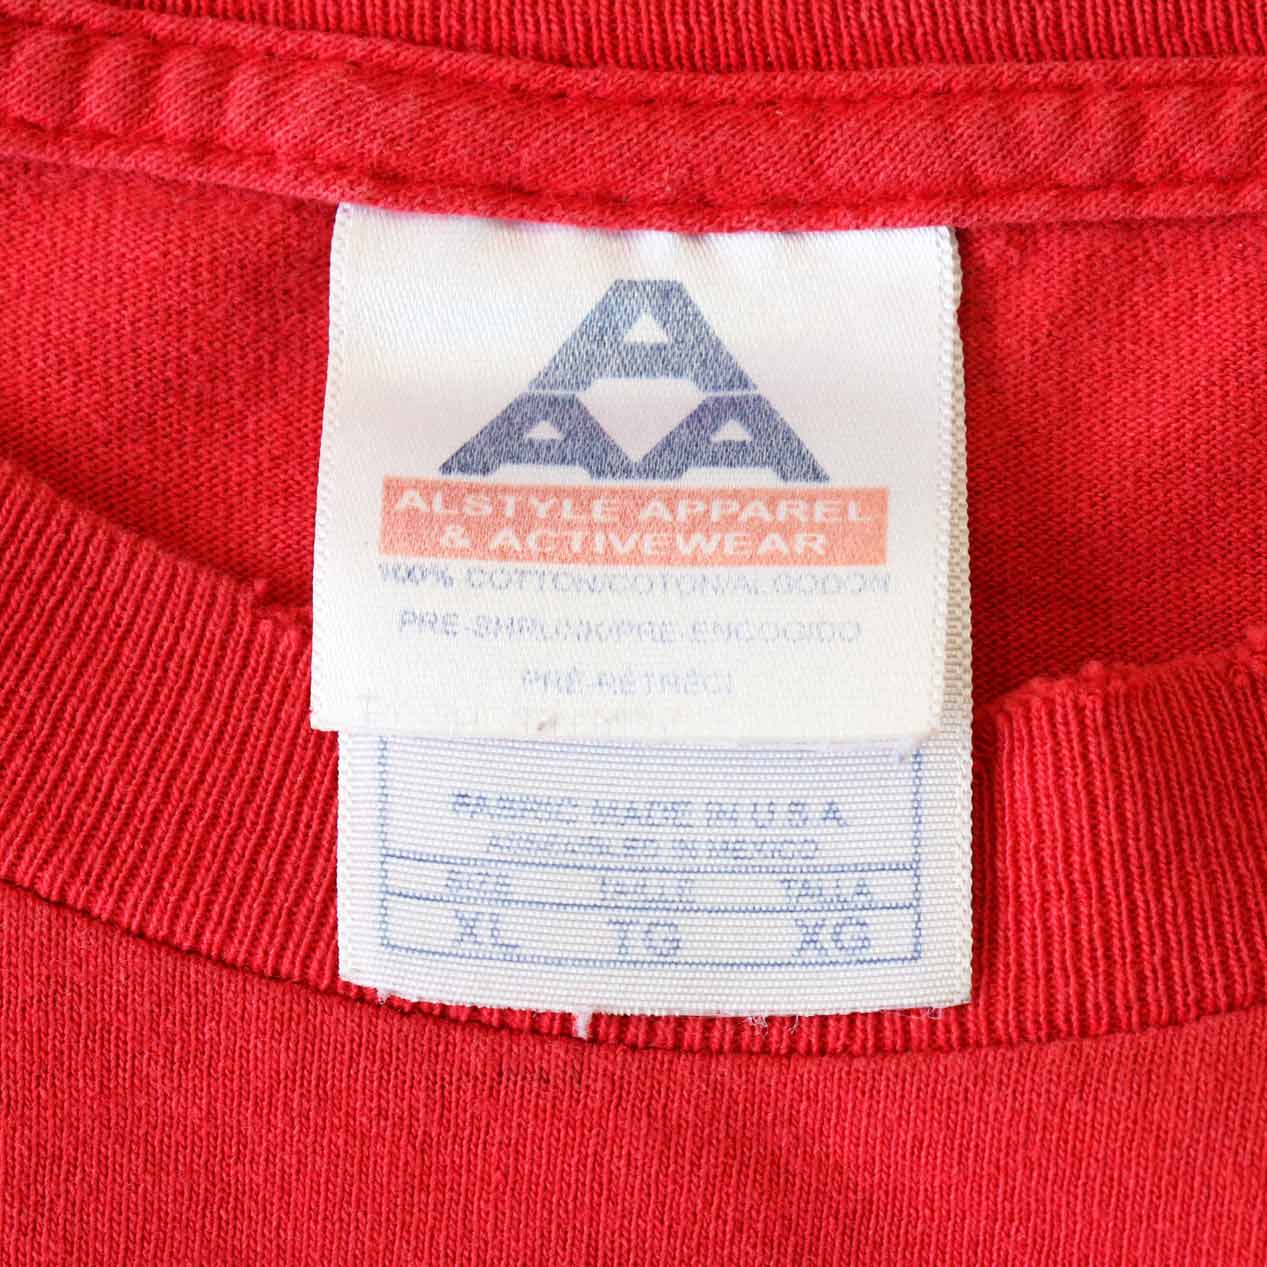 A
A A
ALSTYLE APPAREL
& ACTIVEWEAR
100% COTTON/COTON/ALGODON
PRE-SHRUNK/PRE-ENCOGIDO
PRÉ-RÉTRÉCI
FABRIC MADE IN U.S.A
ASSEMBLED IN MEXICO
SIZE TAILLE TALLA
XL TG XG